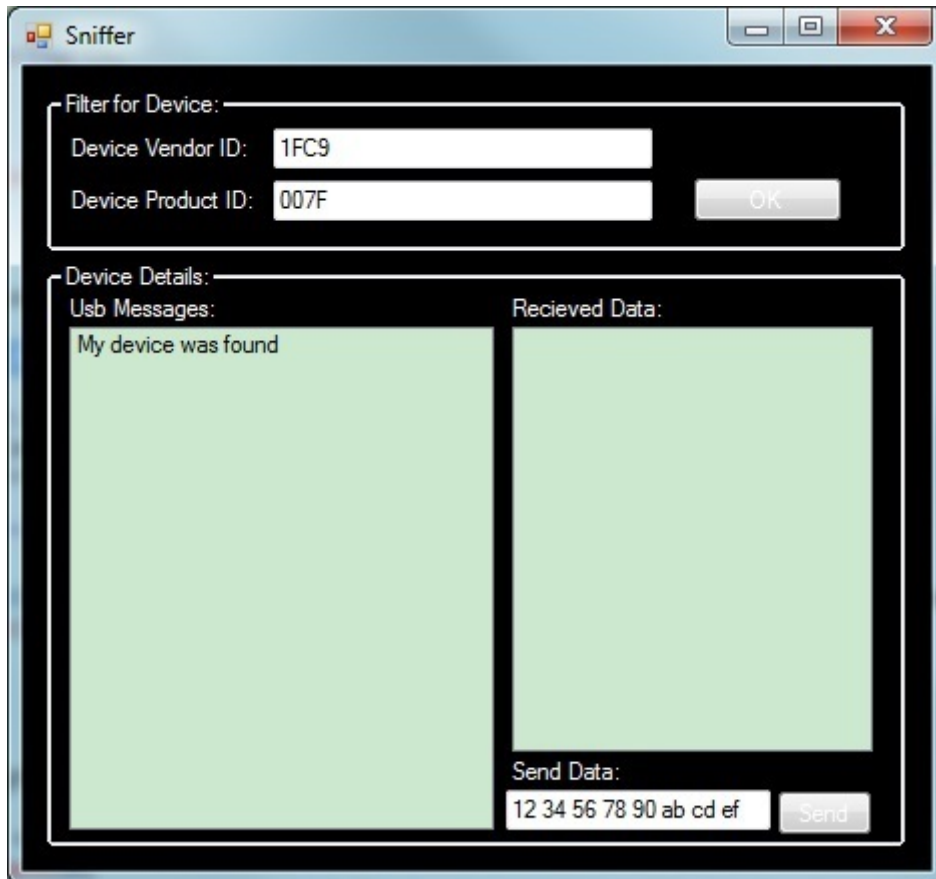 Sniffer
Filter for Device:
Device Vendor ID:
1FC9
Device Product ID:
007F
OK
Device Details:
Usb Messages:
Recieved Data:
My device was found
Send Data:
12 34 56 78 90 ab cd ef
Send